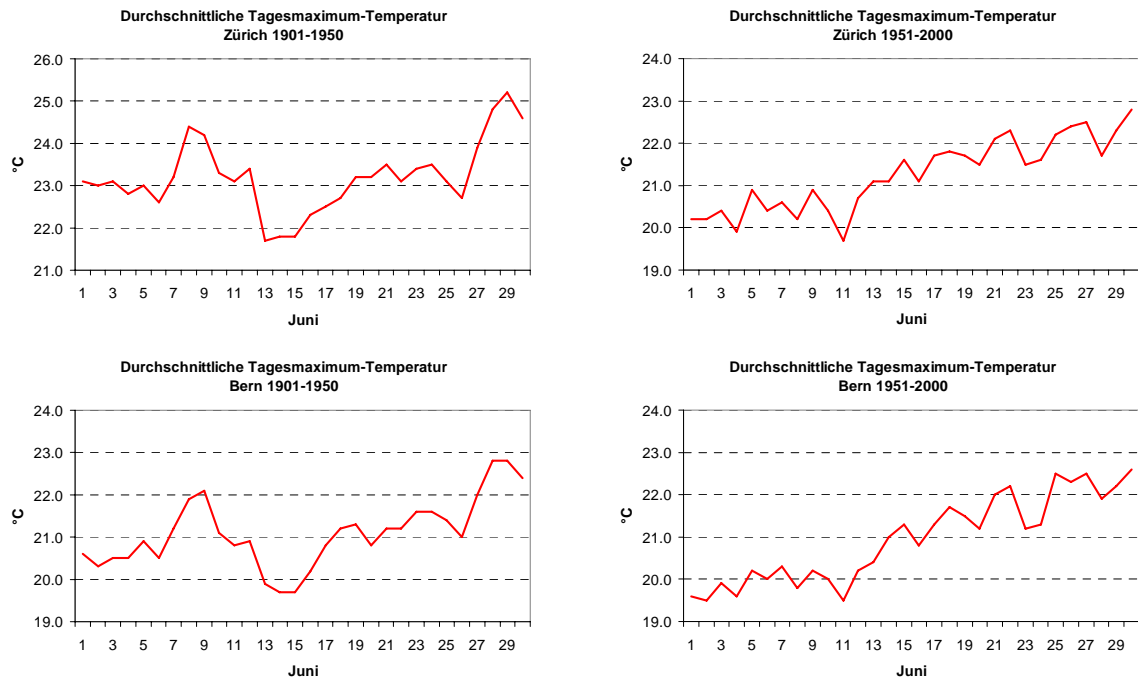 Durchschnittliche Tagesmaximum-Temperatur
Zürich 1901-1950
26.0
25.0
24.0
23.0
22.0
21.0
°C
1 3 5 7 9 11 13 15 17 19 21 23 25 27 29
Juni
Durchschnittliche Tagesmaximum-Temperatur
Zürich 1951-2000
24.0
23.0
22.0
21.0
20.0
19.0
°C
1 3 5 7 9 11 13 15 17 19 21 23 25 27 29
Juni
Durchschnittliche Tagesmaximum-Temperatur
Bern 1901-1950
24.0
23.0
22.0
21.0
20.0
19.0
°C
1 3 5 7 9 11 13 15 17 19 21 23 25 27 29
Juni
Durchschnittliche Tagesmaximum-Temperatur
Bern 1951-2000
24.0
23.0
22.0
21.0
20.0
19.0
°C
1 3 5 7 9 11 13 15 17 19 21 23 25 27 29
Juni